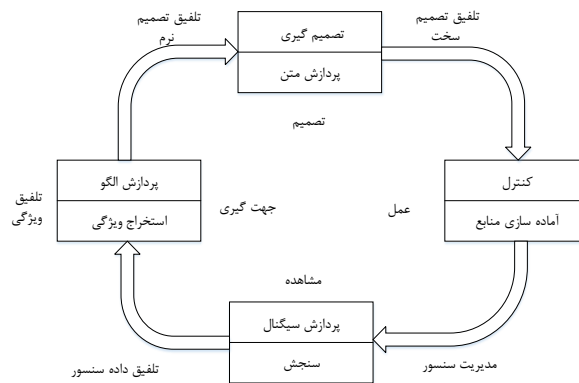 تلفیق تصمیم
نرم
تصمیم گیری
پردازش متن
تلفیق تصمیم
سخت
تصمیم
پردازش الگو
استخراج ویژگی
تلفیق
ویژگی
جهت گیری
عمل
کنترل
آماده سازی منابع
مشاهده
پردازش سیگنال
سنجش
تلفیق داده سنسور
مدیریت سنسور